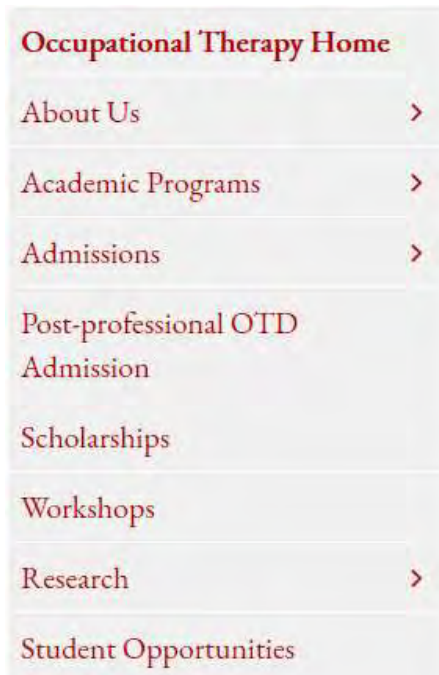 Occupational Therapy Home
About Us
Academic Programs
Admissions
Post-professional OTD
Admission
Scholarships
Workshops
Research
Student Opportunities